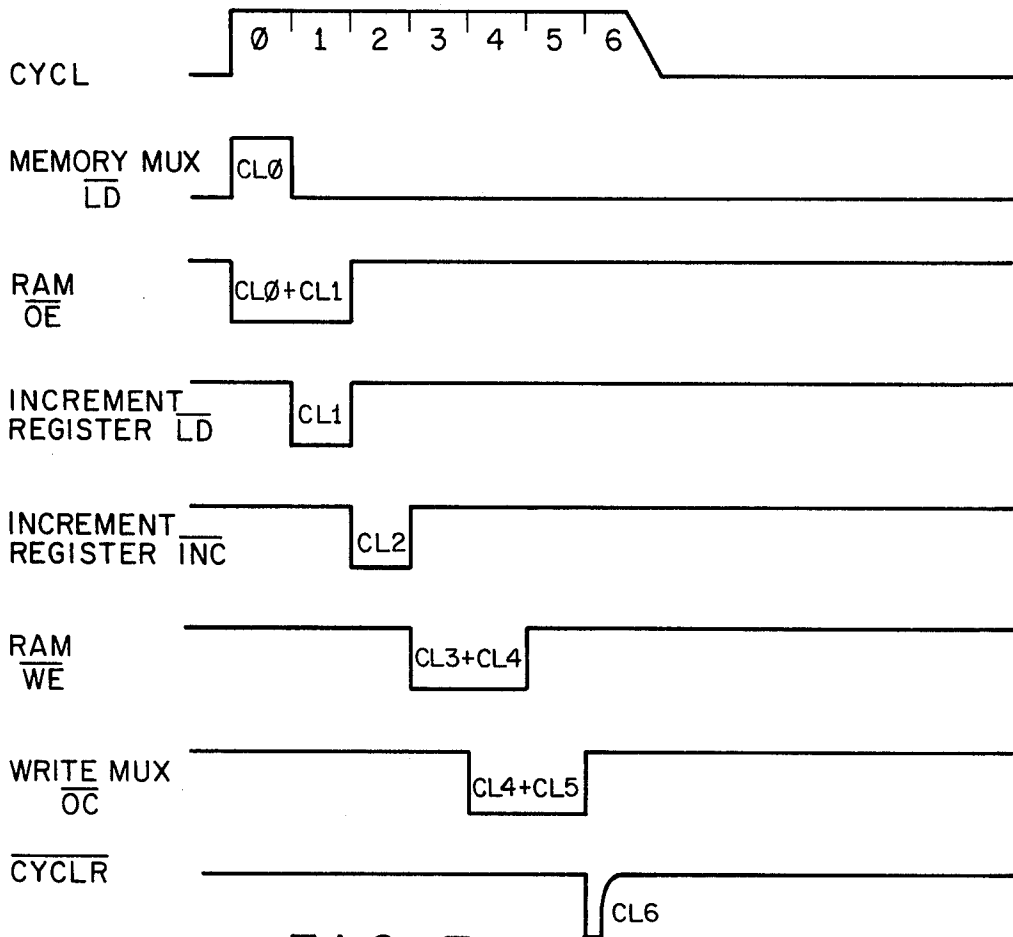 Ø 1 2 3 4 5 6
CYCL
MEMORY MUX
LD
CLØ
RAM
OE
CLØ+CL1
INCREMENT
REGISTER LD
CL1
INCREMENT
REGISTER INC
CL2
RAM
WE
CL3+CL4
WRITE MUX
OC
CL4+CL5
CYCLR
CL6